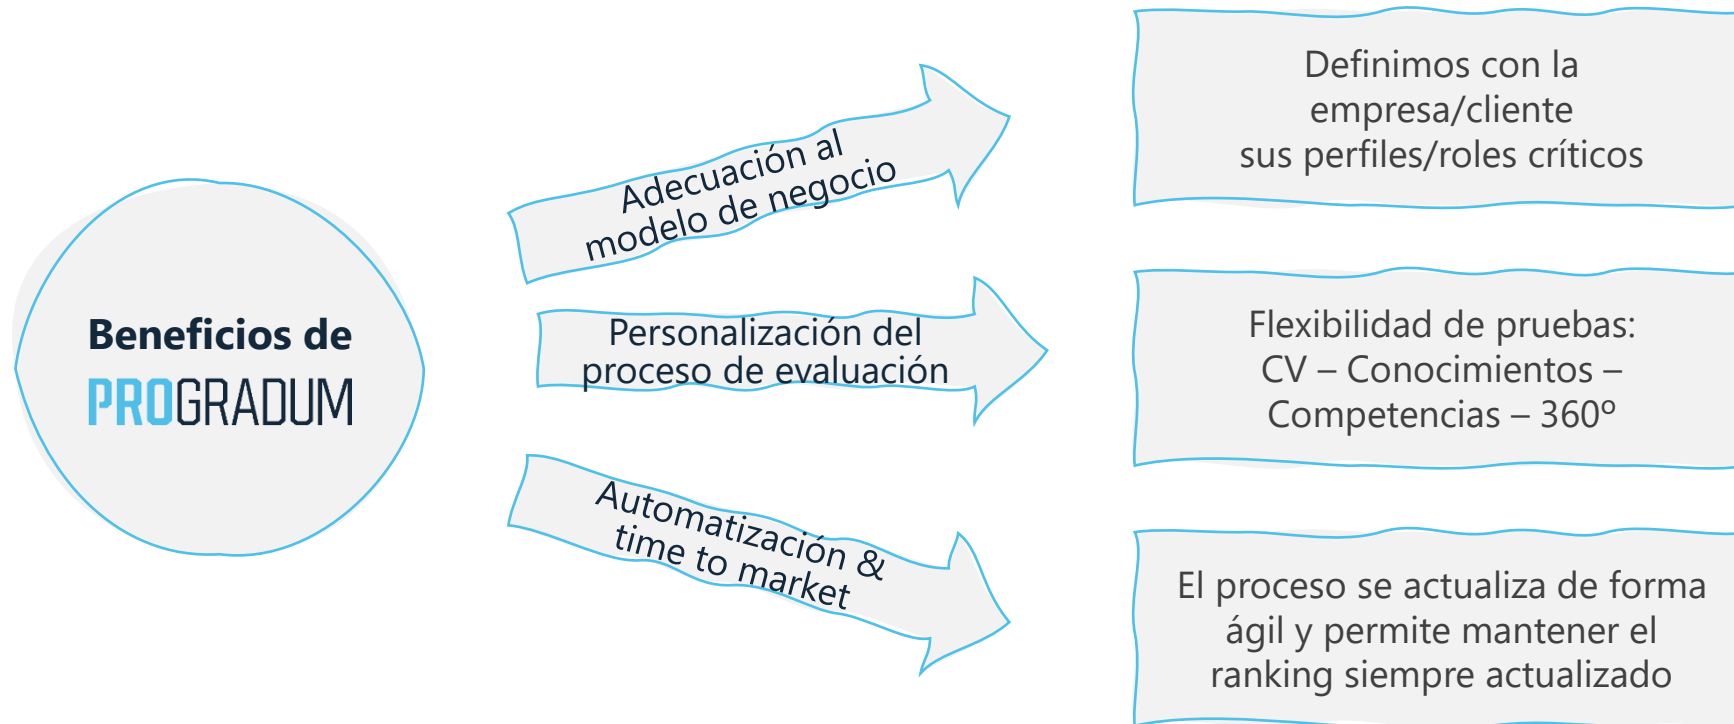 Beneficios de
PROGRADUM
Adecuación al
modelo de negocio
Definimos con la
empresa/cliente
sus perfiles/roles críticos
Personalización del
proceso de evaluación
Flexibilidad de pruebas:
CV – Conocimientos –
Competencias – 360º
Automatización &
time to market
El proceso se actualiza de forma
ágil y permite mantener el
ranking siempre actualizado